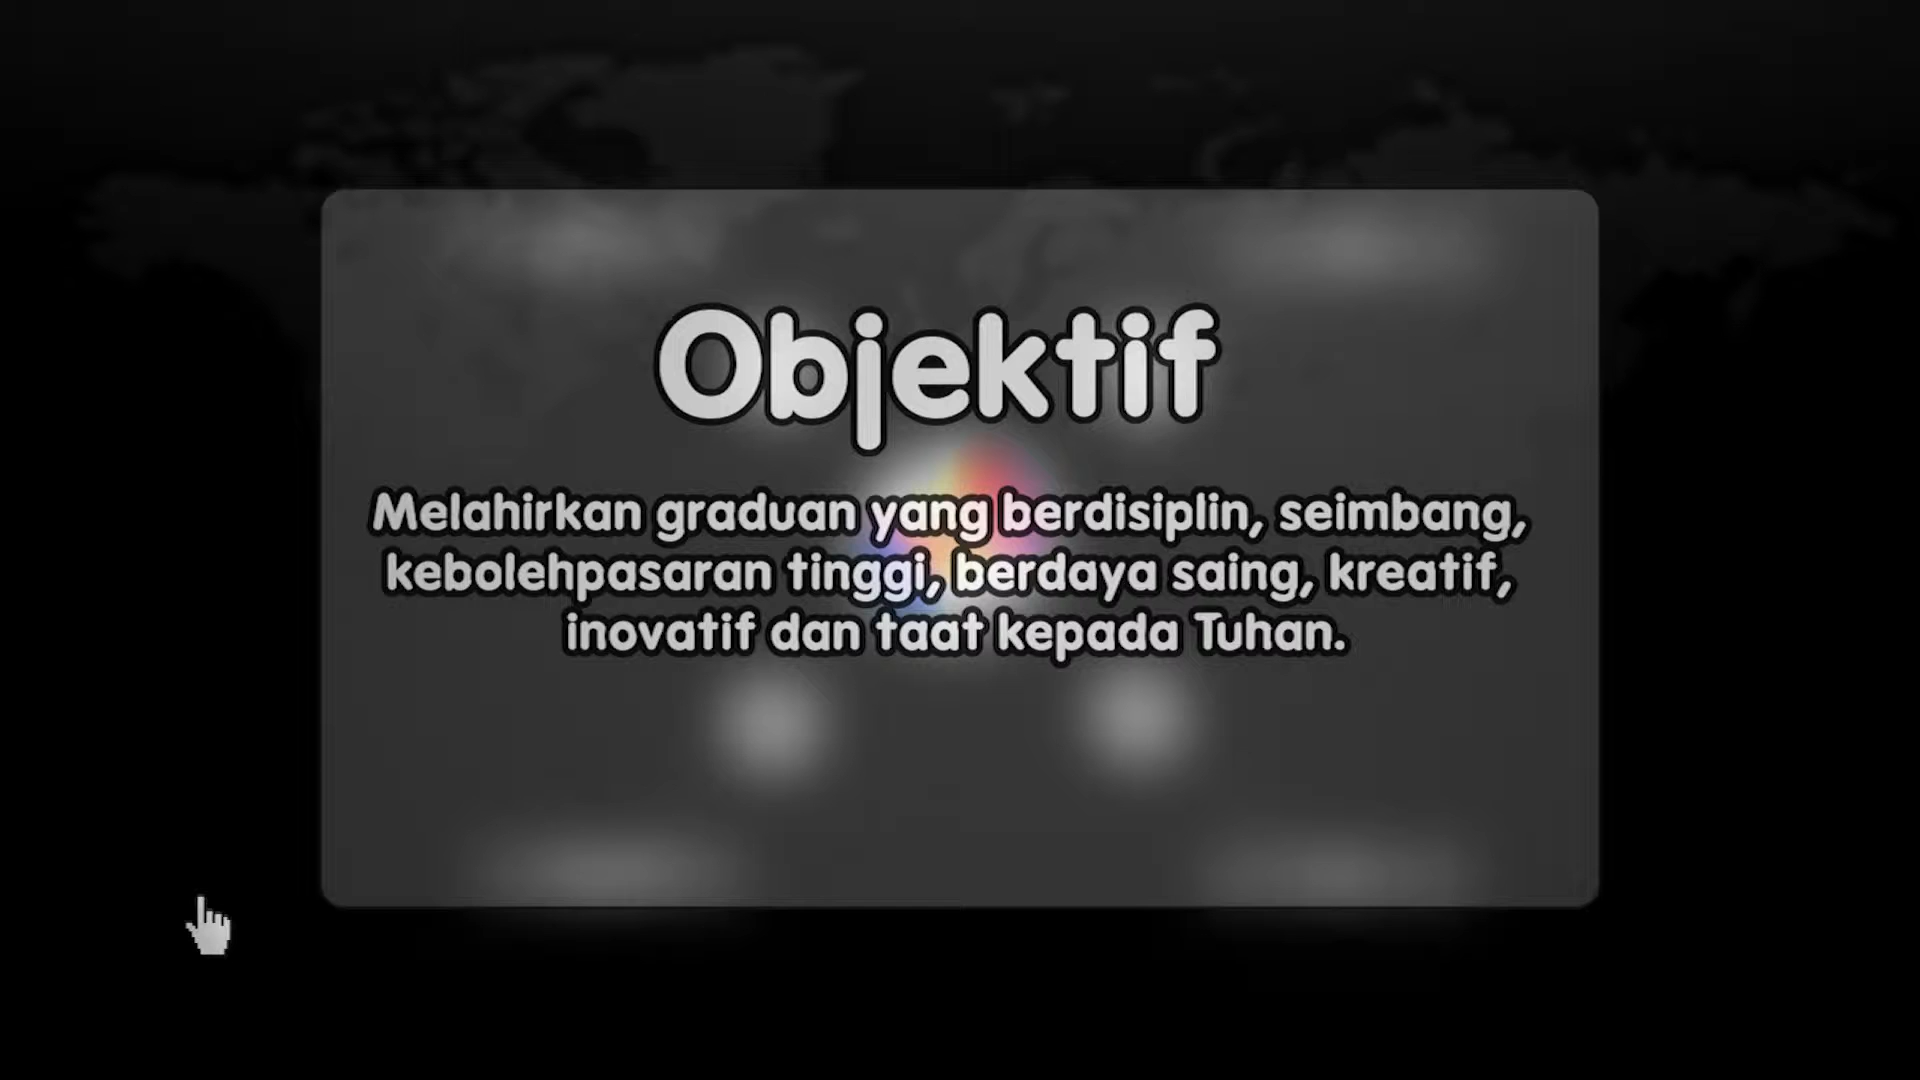 Objektif
Melahirkan graduan yang berdisiplin, seimbang,
kebolehpasaran tinggi, berdaya saing, kreatif,
inovatif dan taat kepada Tuhan.